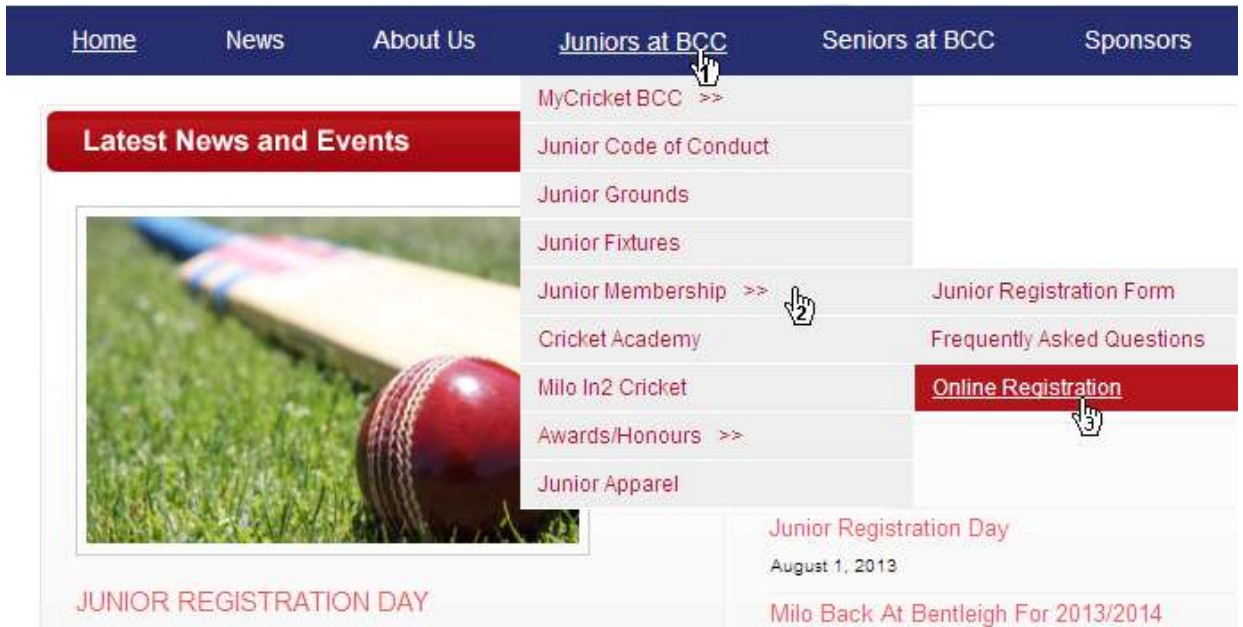 Home News About Us Juniors at BCC Seniors at BCC Sponsors
1
MyCricket BCC >>
Latest News and Events
Junior Code of Conduct
Junior Grounds
Junior Fixtures
Junior Membership >>
2
Junior Registration Form
Cricket Academy
Frequently Asked Questions
Milo In2 Cricket
Online Registration
3
Awards/Honours >>
Junior Apparel
Junior Registration Day
August 1, 2013
JUNIOR REGISTRATION DAY
Milo Back At Bentleigh For 2013/2014